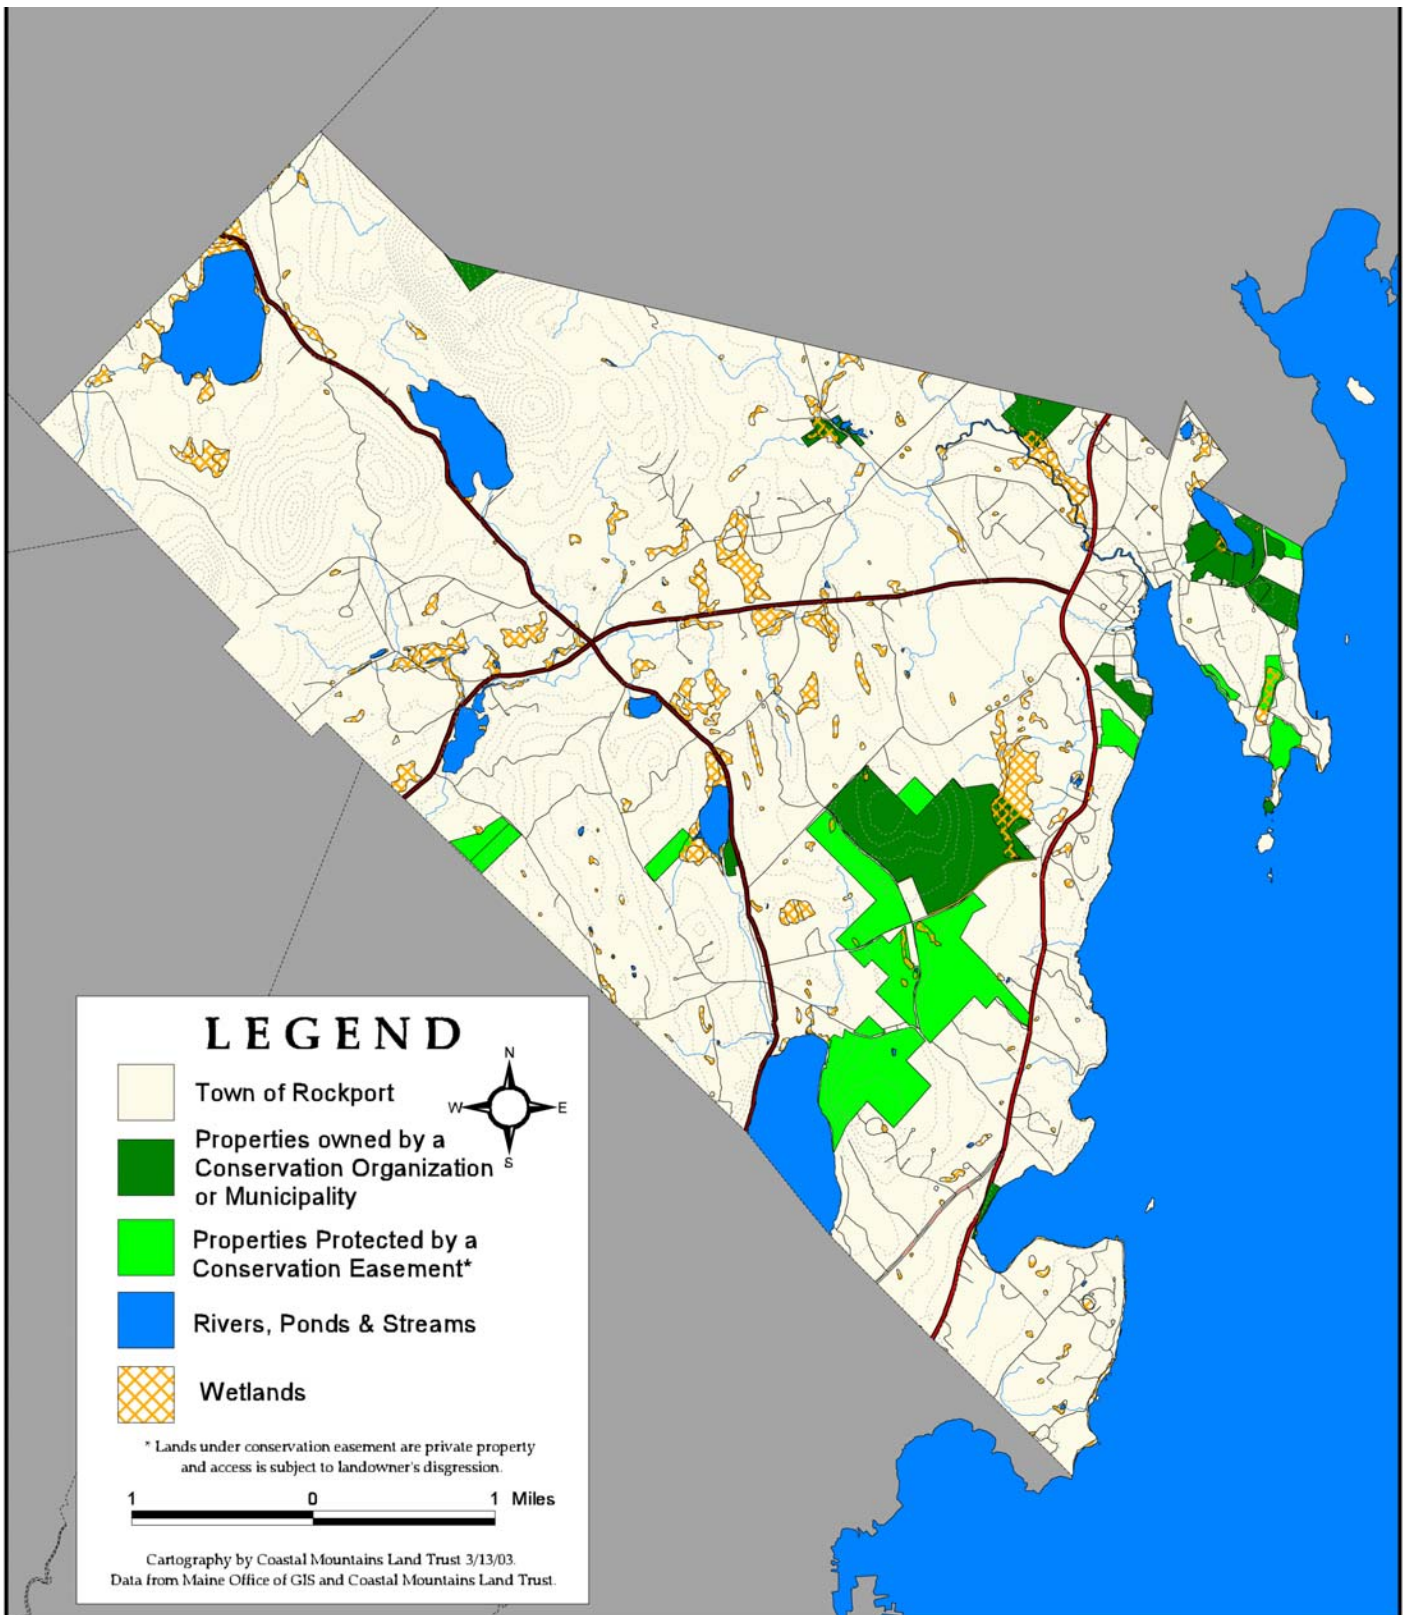 LEGEND
N
W
E
S
Town of Rockport
Properties owned by a
Conservation Organization
or Municipality
Properties Protected by a
Conservation Easement*
Rivers, Ponds & Streams
Wetlands
* Lands under conservation easement are private property
and access is subject to landowner's disgression.
1 0 1 Miles
Cartography by Coastal Mountains Land Trust 3/13/03.
Data from Maine Office of GIS and Coastal Mountains Land Trust.